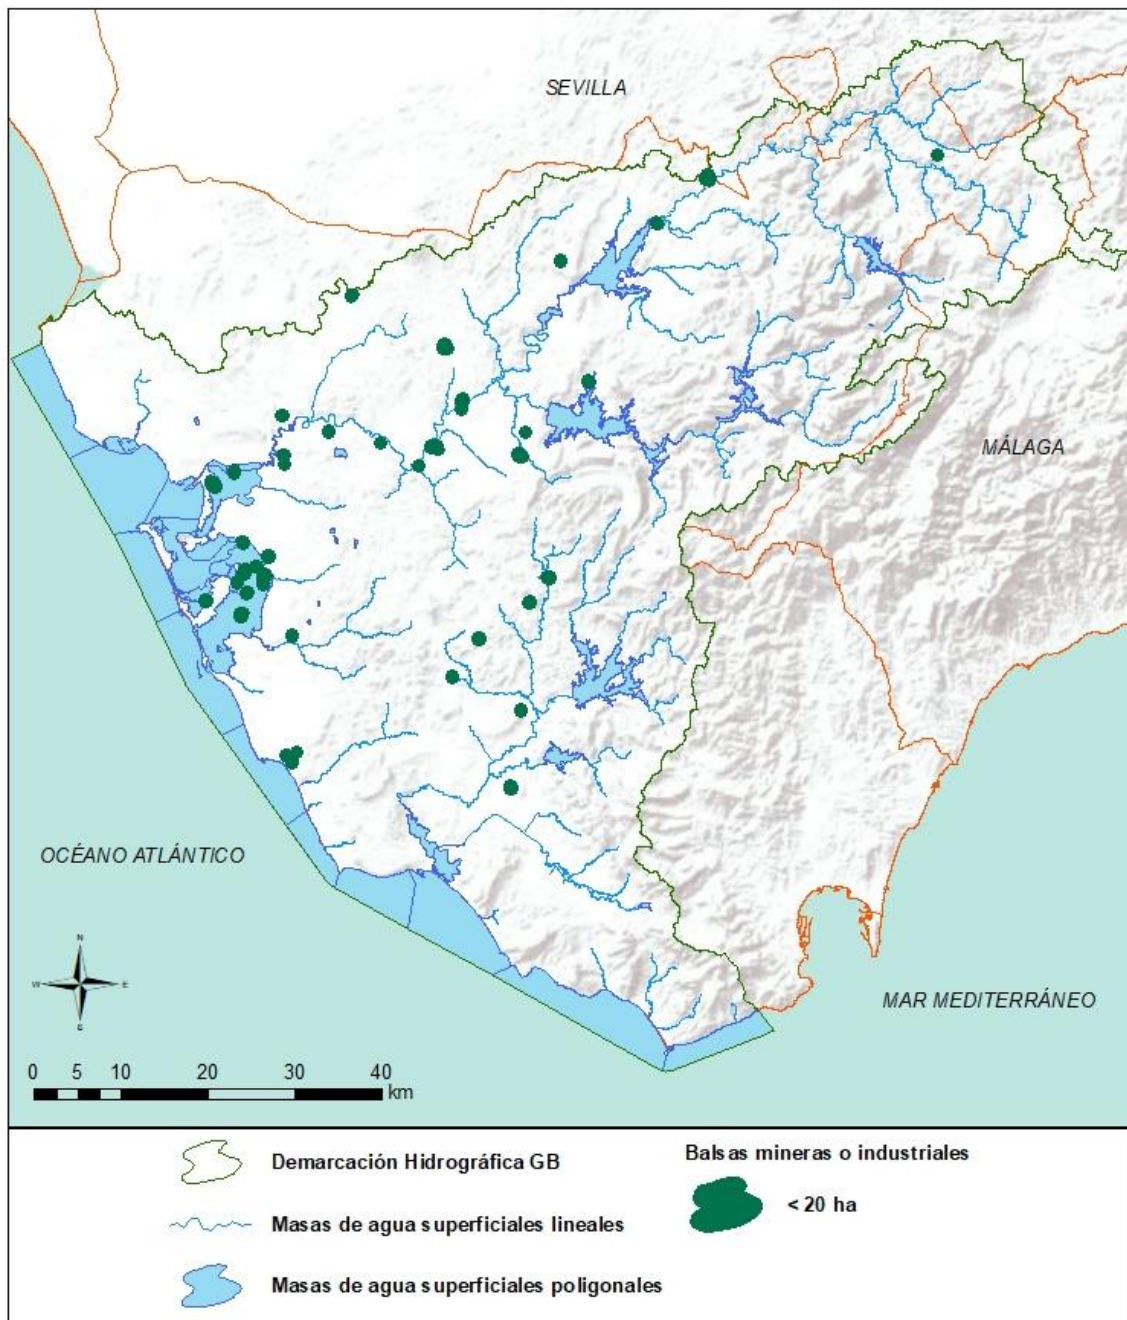 SEVILLA
MÁLAGA
OCÉANO ATLÁNTICO
N
W E
S
MAR MEDITERRÁNEO
0 5 10 20 30 40
km
Demarcación Hidrográfica GB
Masas de agua superficiales lineales
Masas de agua superficiales poligonales
Balsas mineras o industriales
< 20 ha